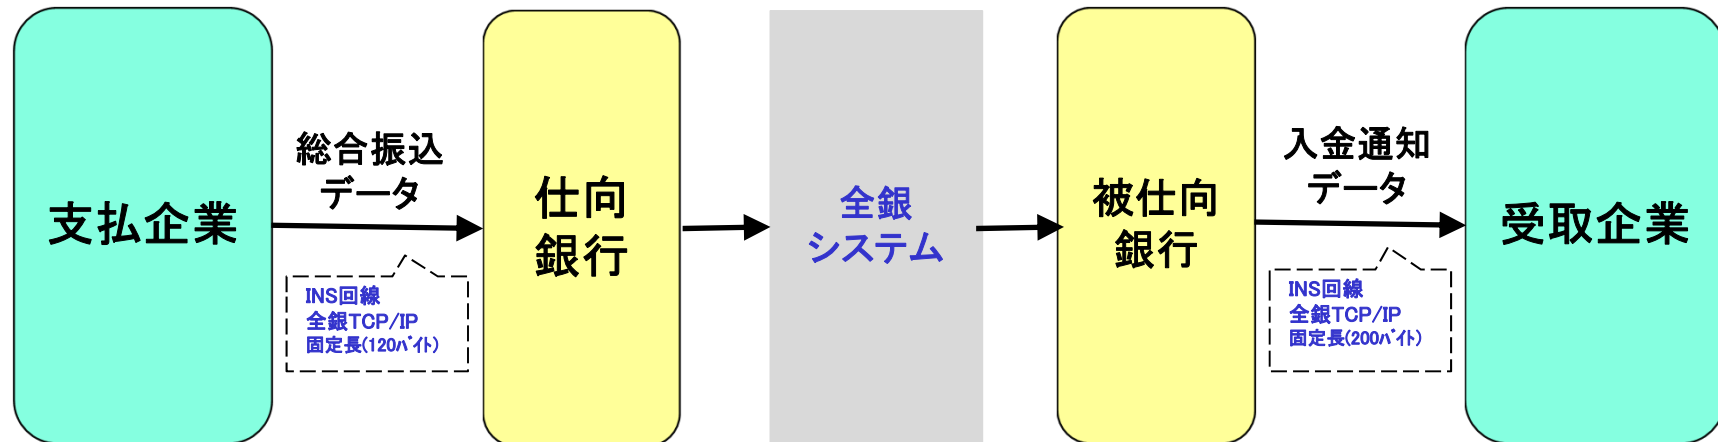 支払企業
総合振込
データ
INS回線
全銀TCP/IP
固定長(120バイト)
仕向
銀行
全銀
システム
被仕向
銀行
入金通知
データ
INS回線
全銀TCP/IP
固定長(200バイト)
受取企業